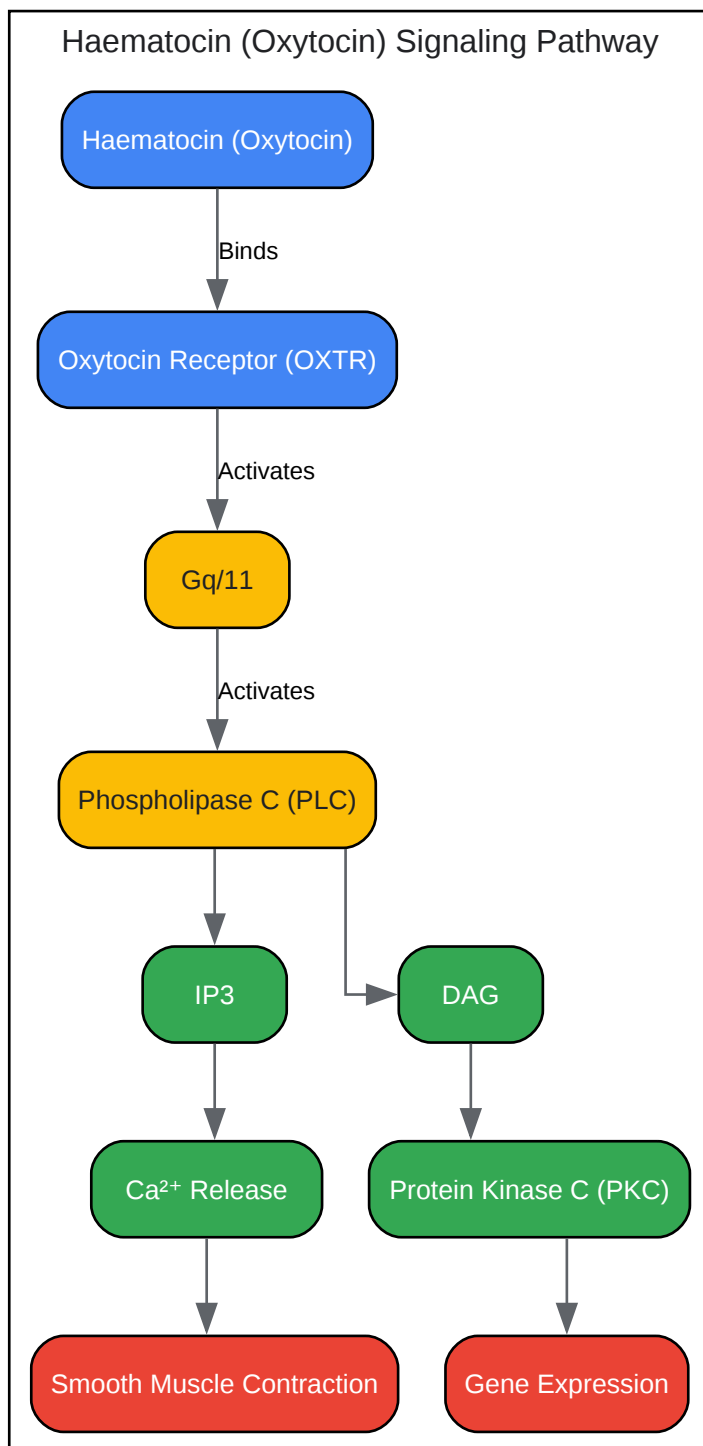 Haematocin (Oxytocin) Signaling Pathway
Haematocin (Oxytocin)
Binds
Oxytocin Receptor (OXTR)
Activates
Gq/11
Activates
Phospholipase C (PLC)
IP3
DAG
Ca²⁺ Release
Protein Kinase C (PKC)
Smooth Muscle Contraction
Gene Expression